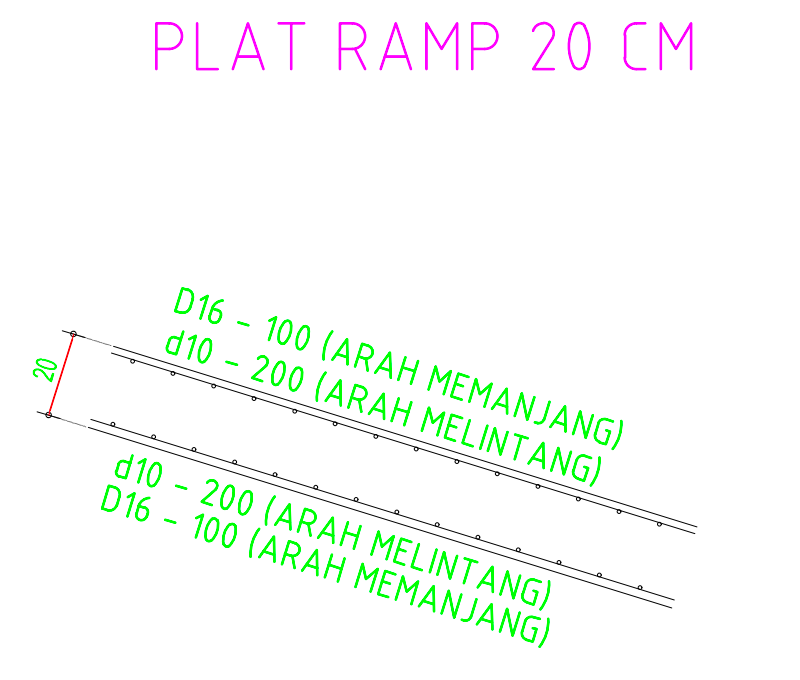 PLAT RAMP 20 CM
D16 - 100 (ARAH MEMANJANG)
d10 - 200 (ARAH MELINTANG)
20
d10 - 200 (ARAH MELINTANG)
D16 - 100 (ARAH MEMANJANG)